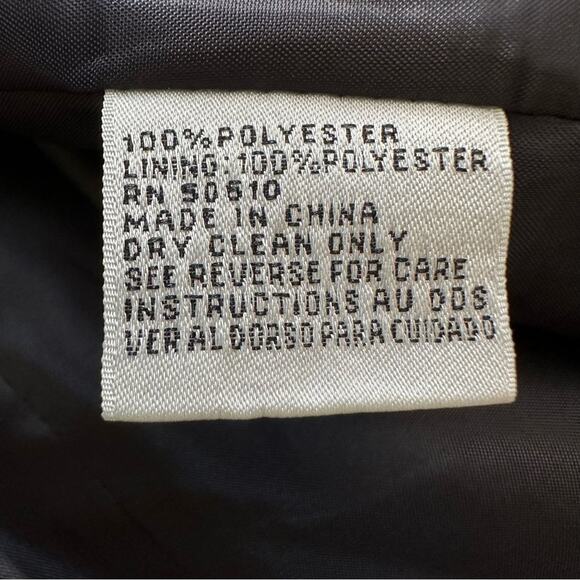 100% POLYESTER
LINING: 100% POLYESTER
RN 50610
MADE IN CHINA
DRY CLEAN ONLY
SEE REVERSE FOR CARE
INSTRUCTIONS AU DOS
VER AL DORSO PARA CUIDADO